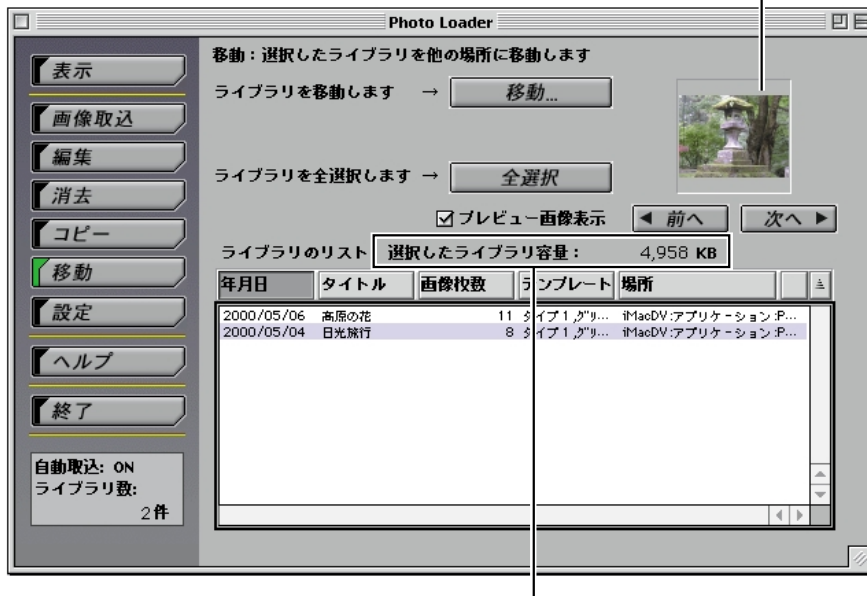 Photo Loader
表示
画像取込
編集
消去
コピー
移動
設定
ヘルプ
終了
自動取込: ON
ライブラリ数:
2件
移動：選択したライブラリを他の場所に移動します
ライブラリを移動します → 移動...
ライブラリを全選択します → 全選択
プレビュー画像表示 ◀ 前へ 次へ ▶
ライブラリのリスト 選択したライブラリ容量： 4,958 KB
年月日 タイトル 画像枚数 テンプレート 場所
2000/05/06 高原の花 11 タイプ1,グリ... iMacDV:アプリケーション:P...
2000/05/04 日光旅行 8 タイプ1,グリ... iMacDV:アプリケーション:P...